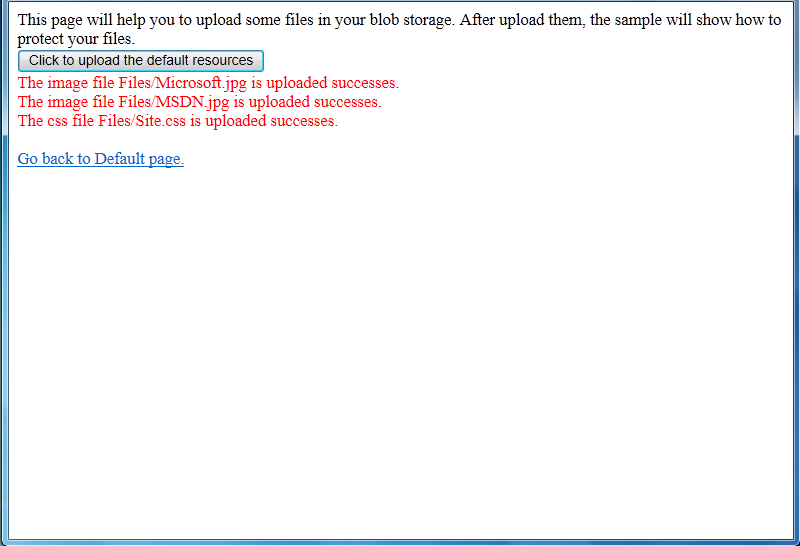 This page will help you to upload some files in your blob storage. After upload them, the sample will show how to
protect your files.
Click to upload the default resources
The image file Files/Microsoft.jpg is uploaded successes.
The image file Files/MSDN.jpg is uploaded successes.
The css file Files/Site.css is uploaded successes.
Go back to Default page.